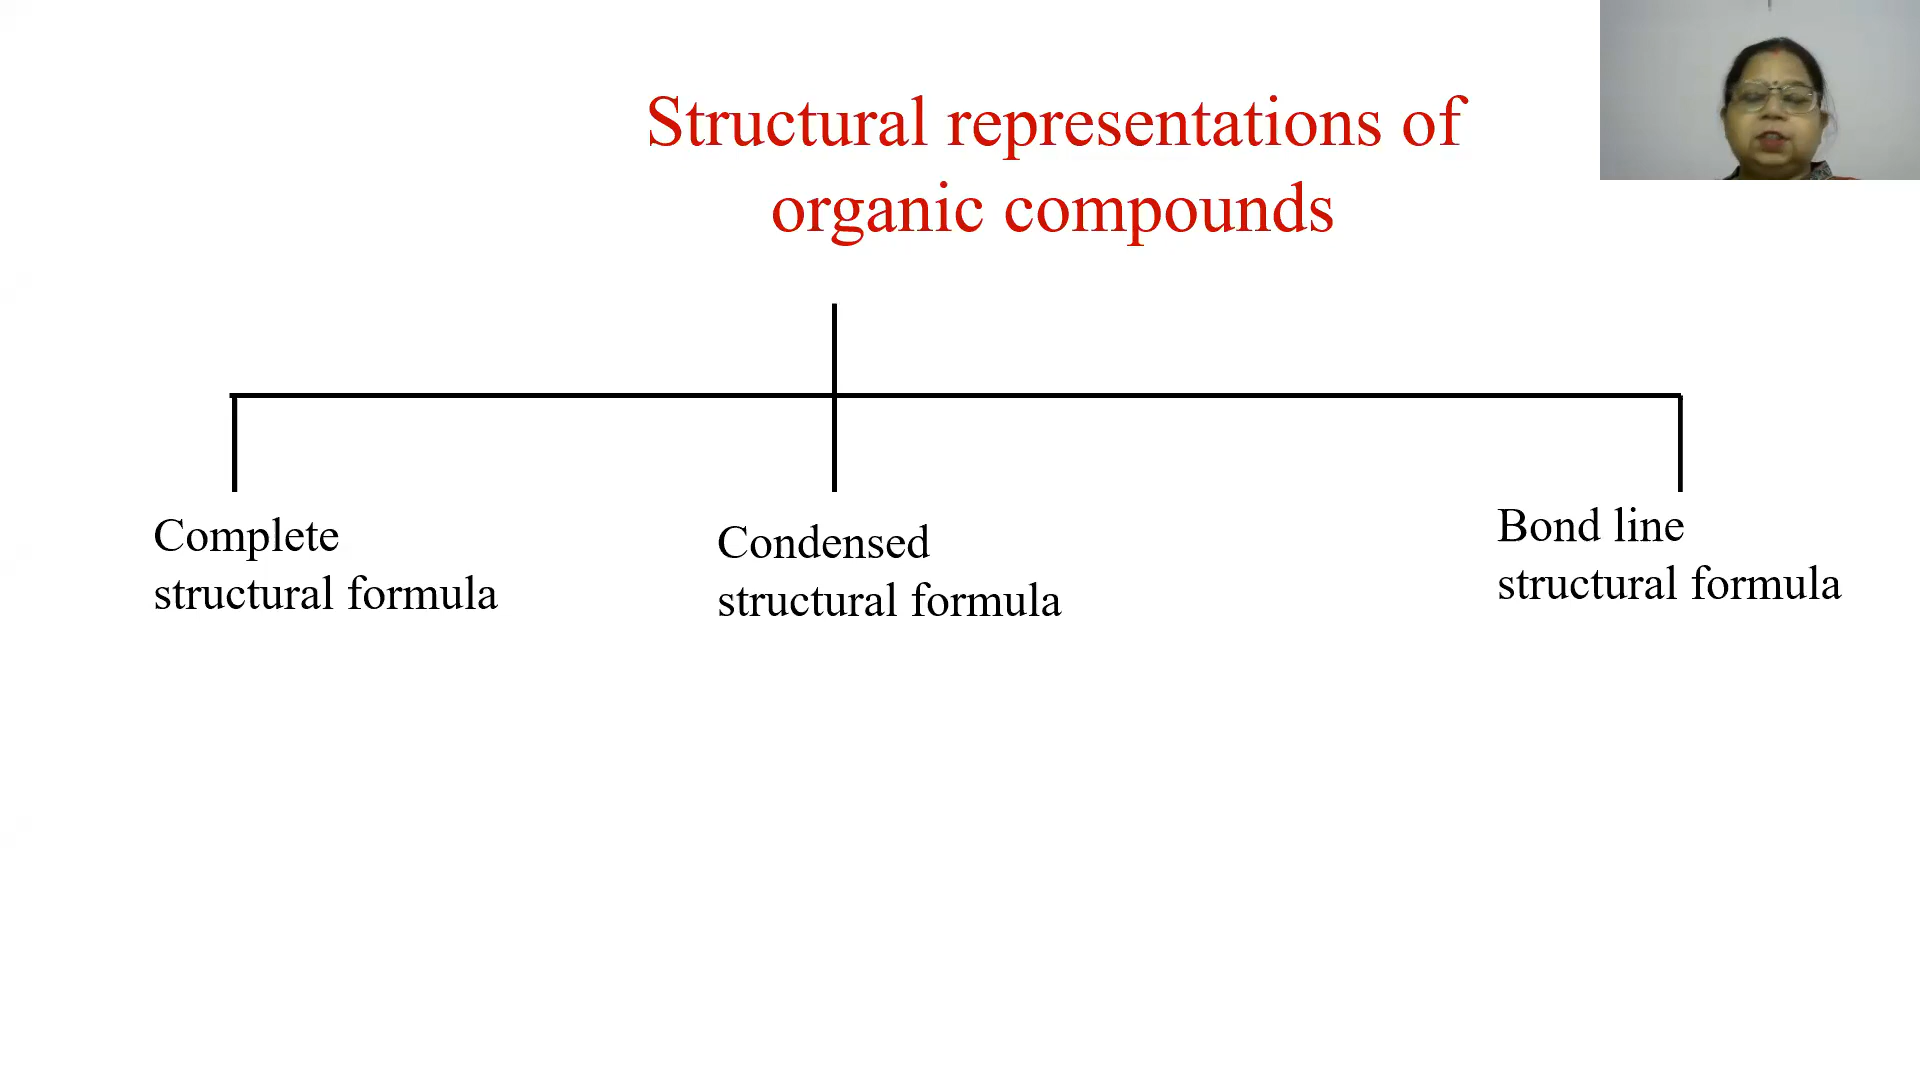 Structural representations of
organic compounds
Complete
structural formula
Condensed
structural formula
Bond line
structural formula